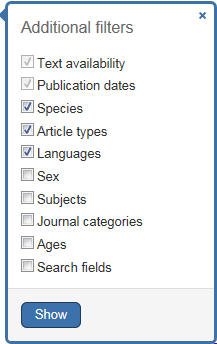 Additional filters
Text availability
Publication dates
Species
Article types
Languages
Sex
Subjects
Journal categories
Ages
Search fields
Show